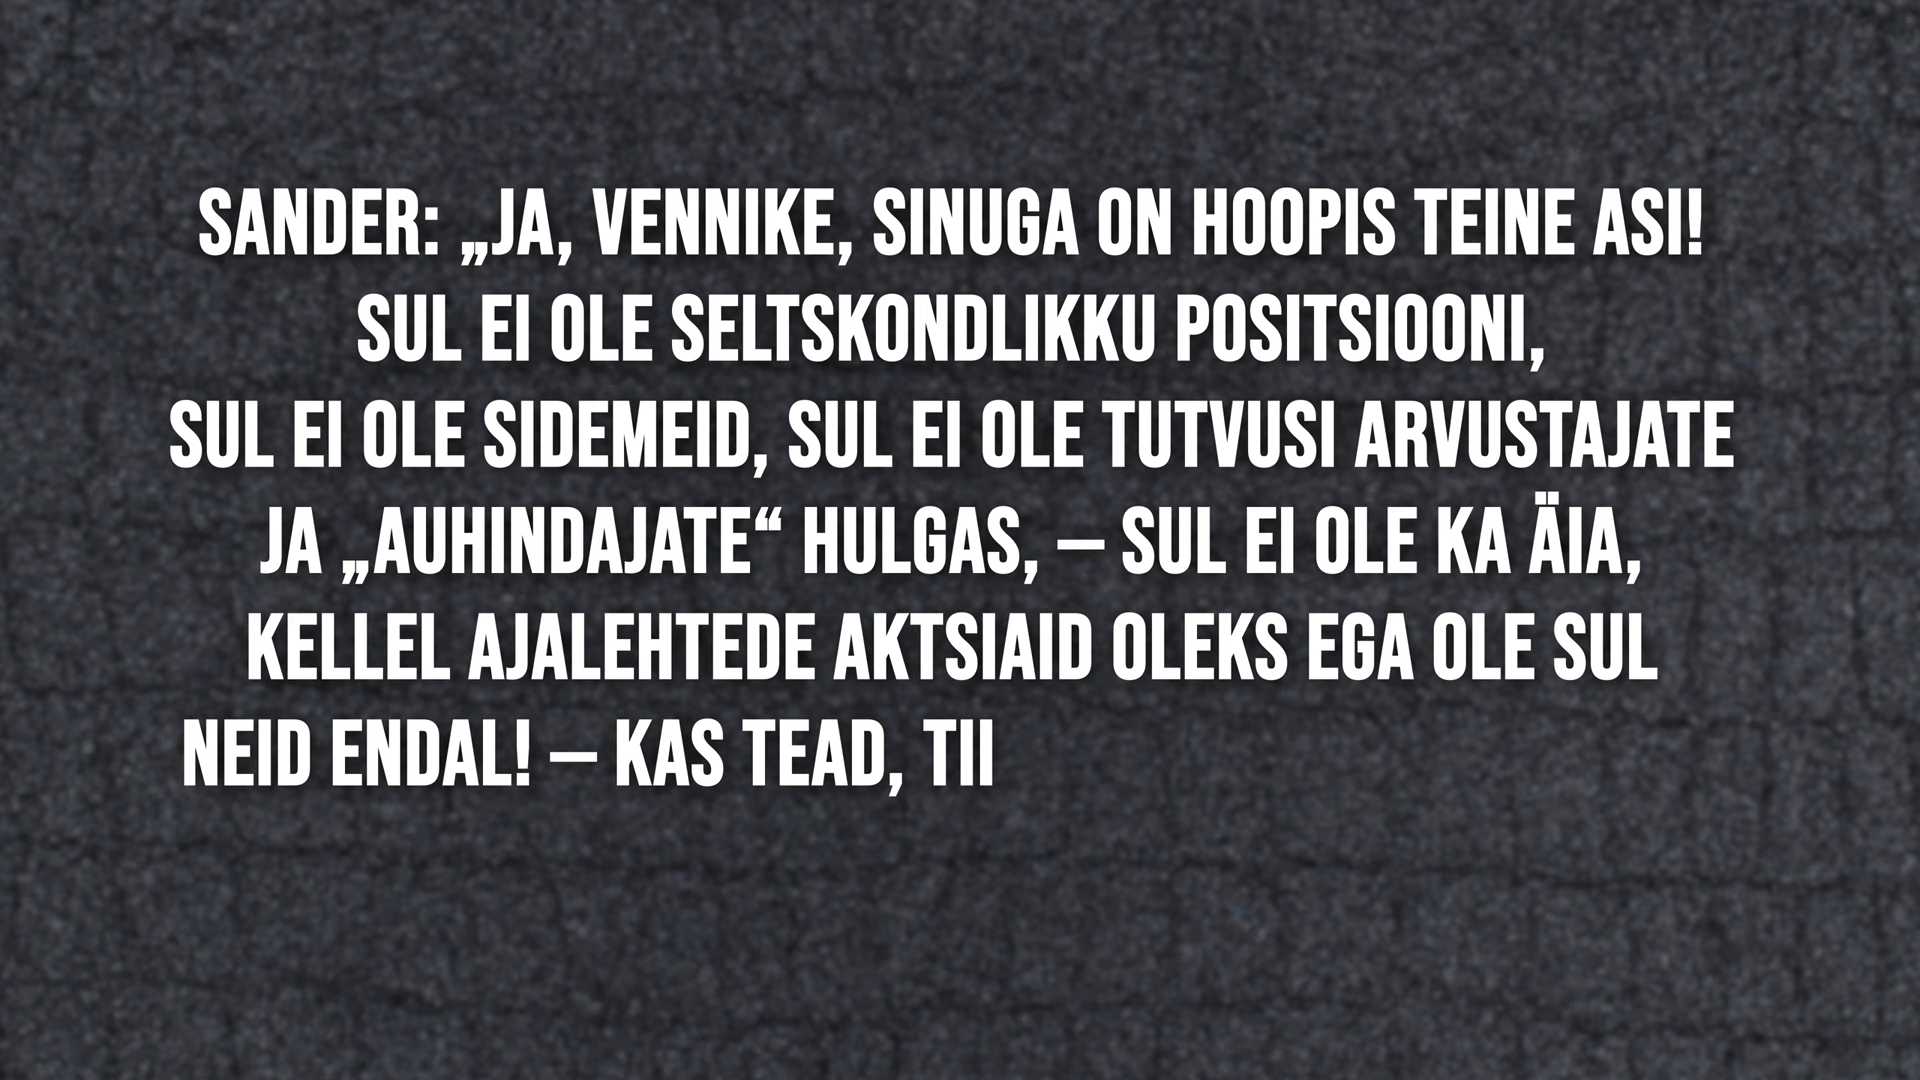 SANDER: „JA, VENNIKE, SINUGA ON HOOPIS TEINE ASI!
SUL EI OLE SELTSKONDLIKKU POSITSIOONI,
SUL EI OLE SIDEMEID, SUL EI OLE TUTVUSI ARVUSTAJATE
JA „AUHINDAJATE“ HULGAS, – SUL EI OLE KA ÄIA,
KELLEL AJALEHTEDE AKTSIAID OLEKS EGA OLE SUL
NEID ENDAL! – KAS TEAD, TII